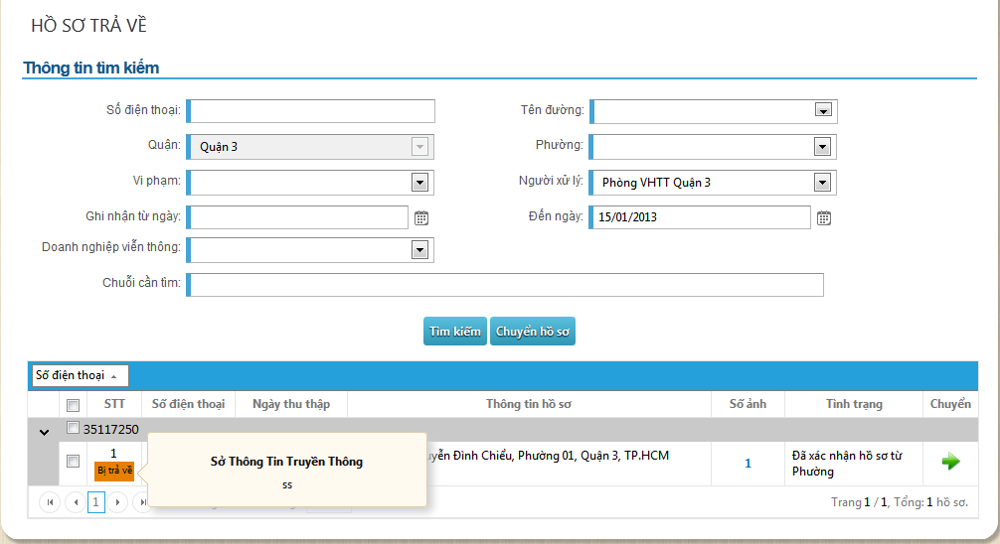 HỒ SƠ TRẢ VỀ
Thông tin tìm kiếm
Số điện thoại: Tên đường:
Quận: Quận 3 Phường:
Vi phạm: Người xử lý: Phòng VHTT Quận 3
Ghi nhận từ ngày: Đến ngày: 15/01/2013
Doanh nghiệp viễn thông:
Chuỗi cần tìm:
Tìm kiếm Chuyển hồ sơ
Số điện thoại
STT Số điện thoại Ngày thu thập Thông tin hồ sơ Số ảnh Tình trạng Chuyển
35117250
1
Bị trả về
Sở Thông Tin Truyền Thông
ss
yễn Đình Chiểu, Phường 01, Quận 3, TP.HCM
1
Đã xác nhận hồ sơ từ
Phường
1
Trang 1 / 1, Tổng: 1 hồ sơ.